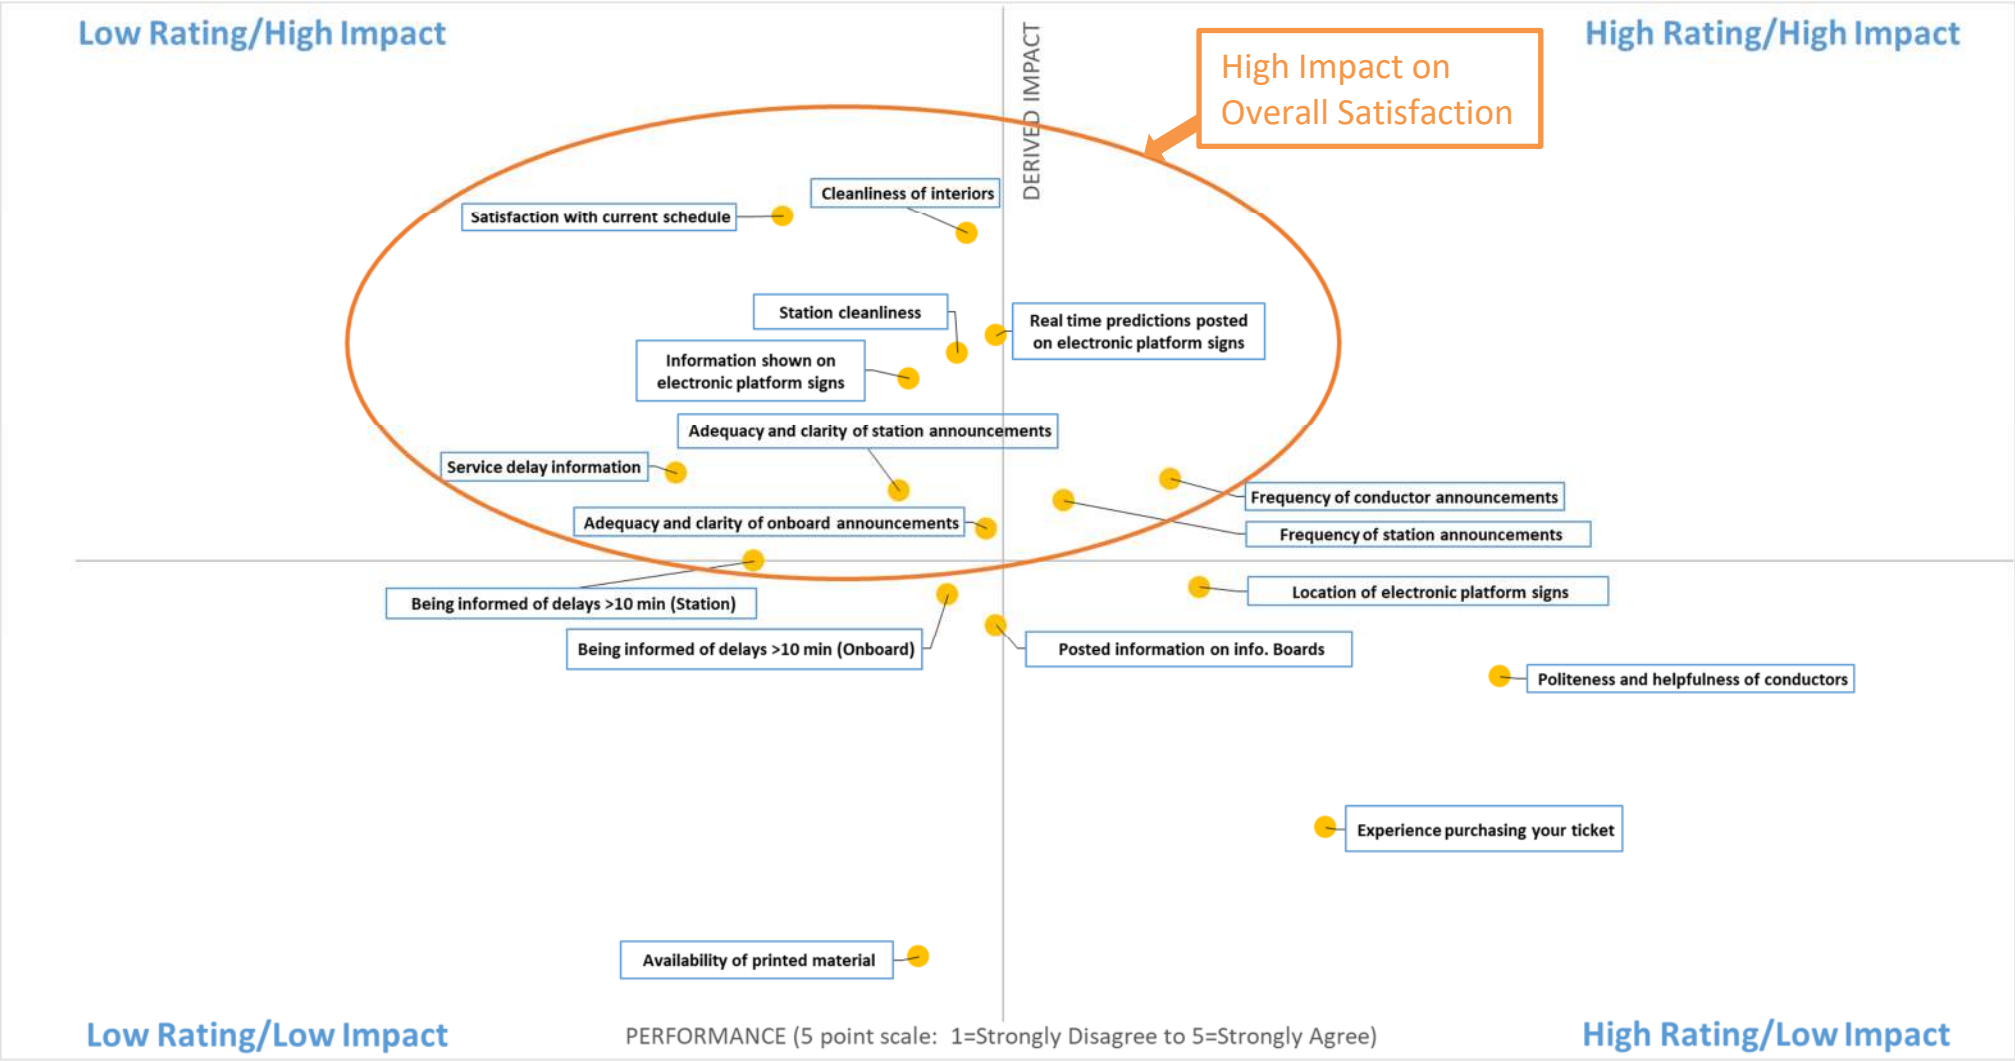 Low Rating/High Impact
High Rating/High Impact
DERIVED IMPACT
High Impact on
Overall Satisfaction
Cleanliness of interiors
Satisfaction with current schedule
Station cleanliness
Real time predictions posted
on electronic platform signs
Information shown on
electronic platform signs
Adequacy and clarity of station announcements
Service delay information
Frequency of conductor announcements
Adequacy and clarity of onboard announcements
Frequency of station announcements
Location of electronic platform signs
Being informed of delays >10 min (Station)
Being informed of delays >10 min (Onboard)
Posted information on info. Boards
Politeness and helpfulness of conductors
Experience purchasing your ticket
Availability of printed material
Low Rating/Low Impact
PERFORMANCE (5 point scale: 1=Strongly Disagree to 5=Strongly Agree)
High Rating/Low Impact